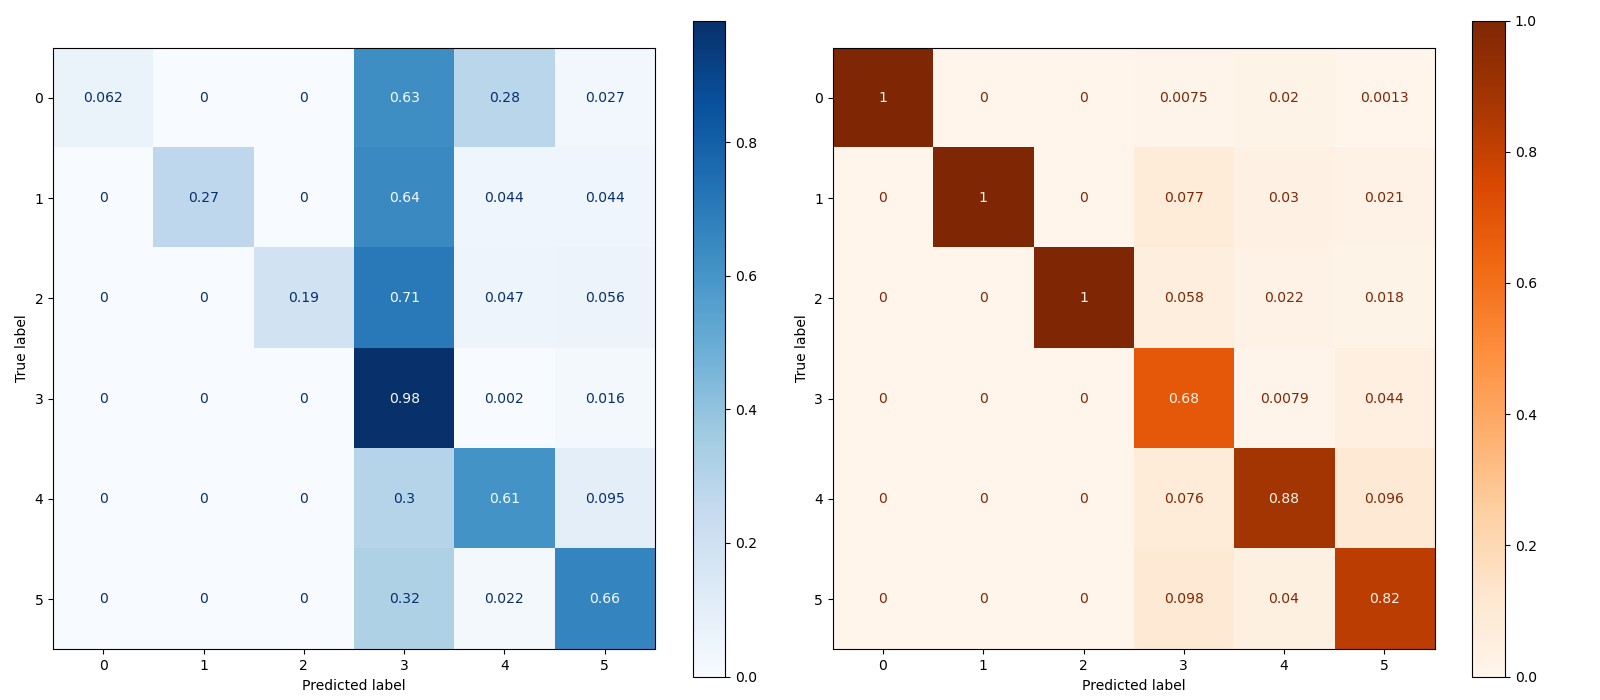 0 0.062 0 0 0.63 0.28 0.027
1 0 0.27 0 0.64 0.044 0.044
2 0 0 0.19 0.71 0.047 0.056
3 0 0 0 0.98 0.002 0.016
4 0 0 0 0.3 0.61 0.095
5 0 0 0 0.32 0.022 0.66
0 1 2 3 4 5
Predicted label
True label
0.8
0.6
0.4
0.2
0.0
0 1 0 0 0.0075 0.02 0.0013
1 0 1 0 0.077 0.03 0.021
2 0 0 1 0.058 0.022 0.018
3 0 0 0 0.68 0.0079 0.044
4 0 0 0 0.076 0.88 0.096
5 0 0 0 0.098 0.04 0.82
0 1 2 3 4 5
Predicted label
True label
1.0
0.8
0.6
0.4
0.2
0.0